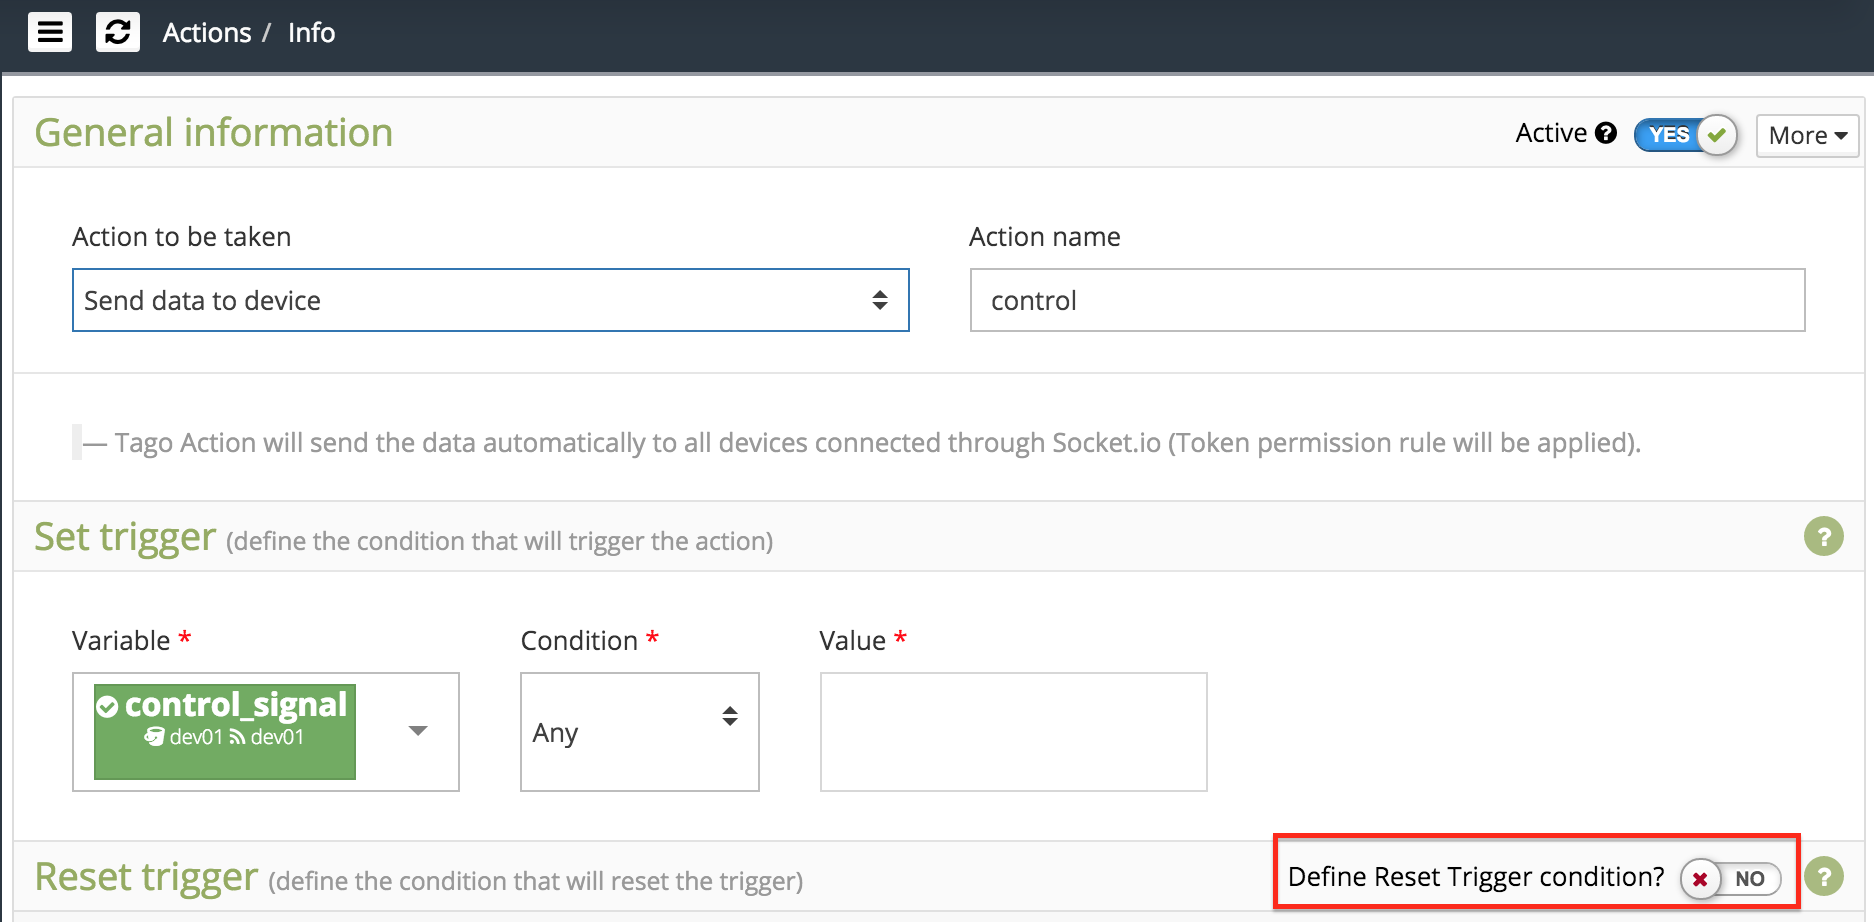 Actions / Info
General information
Active ? YES More
Action to be taken
Action name
Send data to device
control
— Tago Action will send the data automatically to all devices connected through Socket.io (Token permission rule will be applied).
Set trigger (define the condition that will trigger the action) ?
Variable * Condition * Value *
control_signal
dev01 dev01
Any
Reset trigger (define the condition that will reset the trigger) Define Reset Trigger condition? NO ?